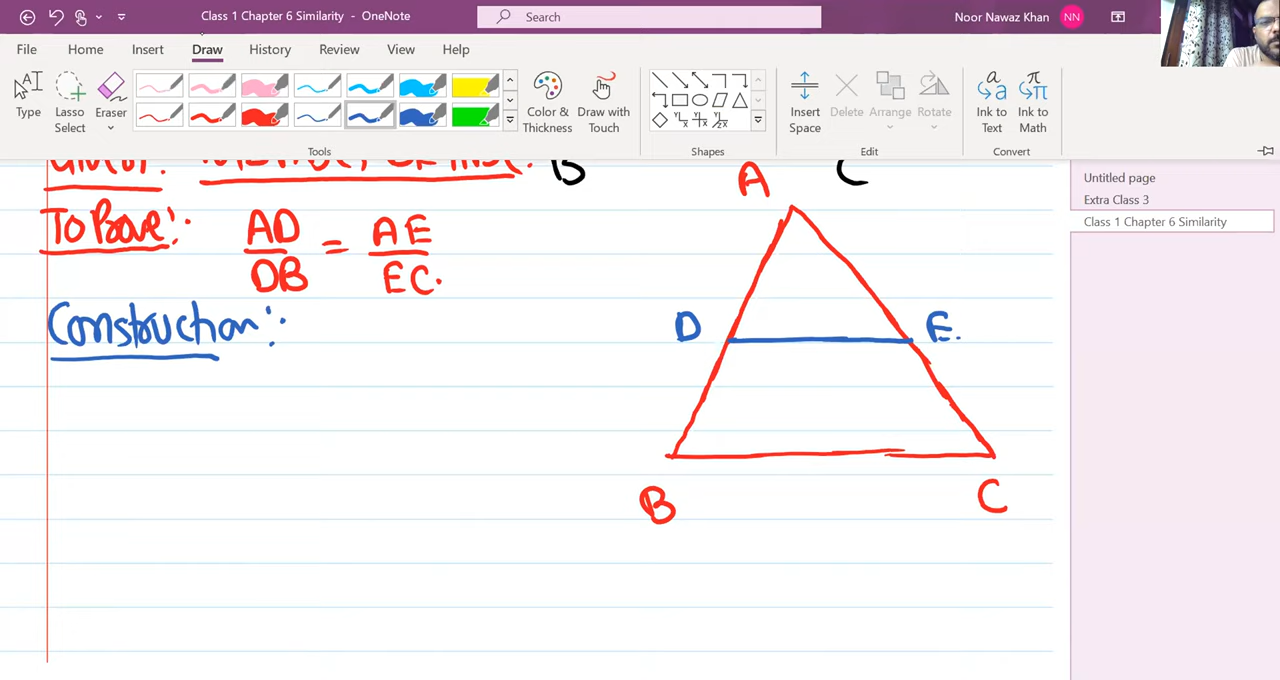 Class 1 Chapter 6 Similarity - OneNote
Search
Noor Nawaz Khan
NN
File Home Insert Draw History Review View Help
Type
Lasso Select
Eraser
Color & Thickness
Draw with Touch
Insert Space
Delete
Arrange
Rotate
Ink to Text
Ink to Math
Tools
Shapes
Edit
Convert
Untitled page
Extra Class 3
Class 1 Chapter 6 Similarity
B C
A
To Prove:
AD/DB = AE/EC.
Construction:
D E.
B C